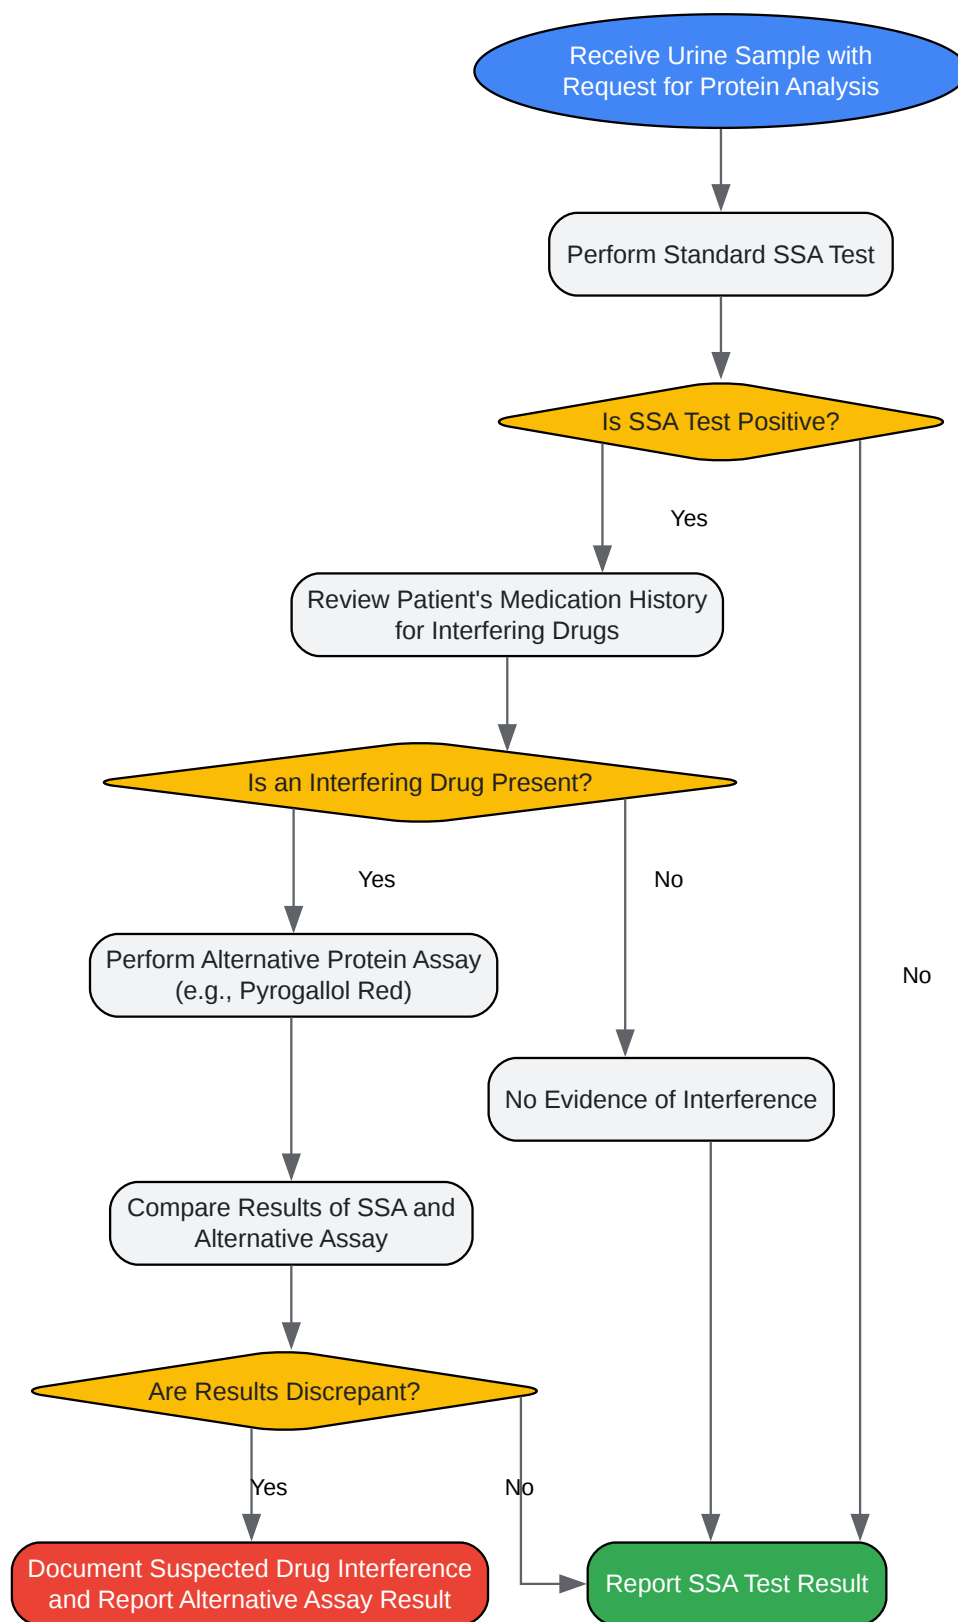 Receive Urine Sample with
Request for Protein Analysis
Perform Standard SSA Test
Is SSA Test Positive?
Yes
Review Patient's Medication History
for Interfering Drugs
Is an Interfering Drug Present?
Yes
No
Perform Alternative Protein Assay
(e.g., Pyrogallol Red)
No
No Evidence of Interference
Compare Results of SSA and
Alternative Assay
Are Results Discrepant?
Yes
No
Document Suspected Drug Interference
and Report Alternative Assay Result
Report SSA Test Result